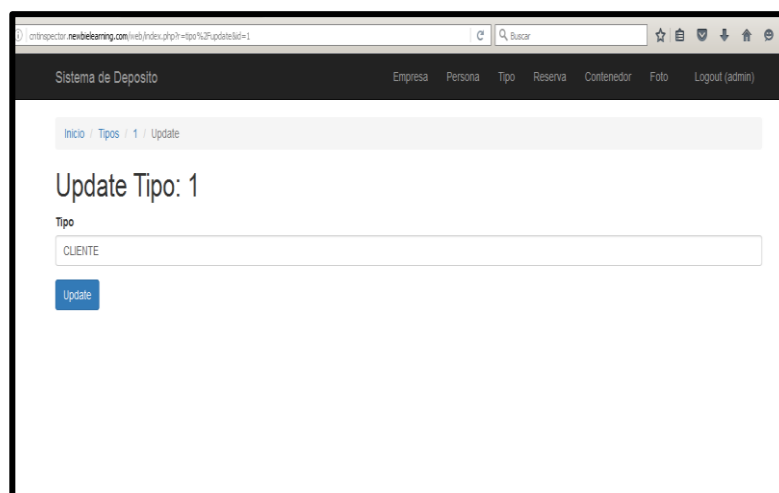 cntinspector.newbielearning.com/web/index.php?r=tipo%2Fupdate&id=1 Buscar
Sistema de Deposito Empresa Persona Tipo Reserva Contenedor Foto Logout (admin)
Inicio / Tipos / 1 / Update
Update Tipo: 1
Tipo
CLIENTE
Update